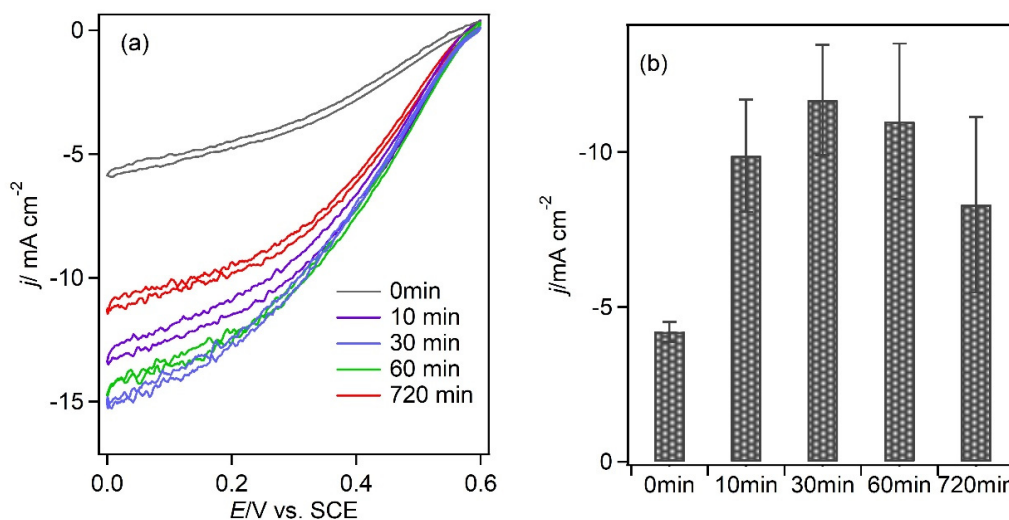 (a)
0
-5
-10
-15
j/ mA cm-2
0min
10 min
30 min
60 min
720 min
0.0 0.2 0.4 0.6
E/V vs. SCE
(b)
-10
-5
0
j/mA cm-2
0min 10min 30min 60min 720min